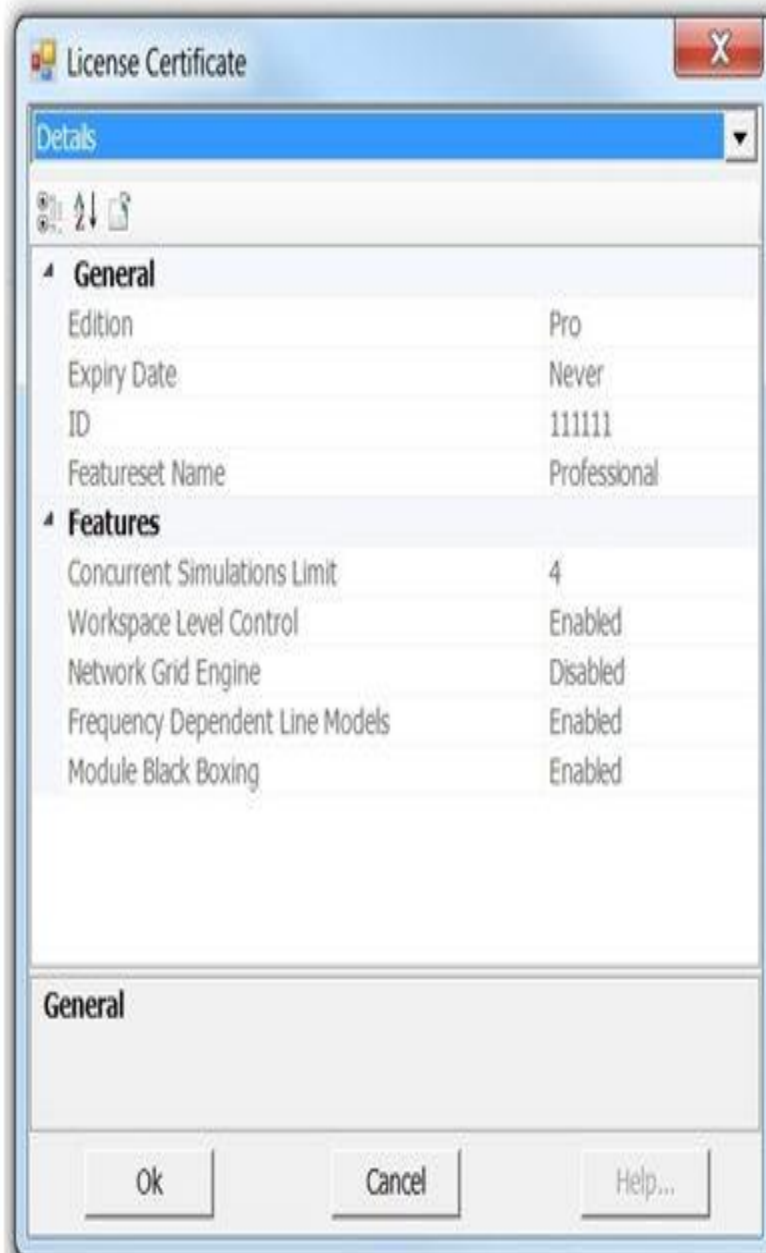 License Certificate
Details
General
Edition Pro
Expiry Date Never
ID 111111
Featureset Name Professional
Features
Concurrent Simulations Limit 4
Workspace Level Control Enabled
Network Grid Engine Disabled
Frequency Dependent Line Models Enabled
Module Black Boxing Enabled
General
Ok Cancel Help...